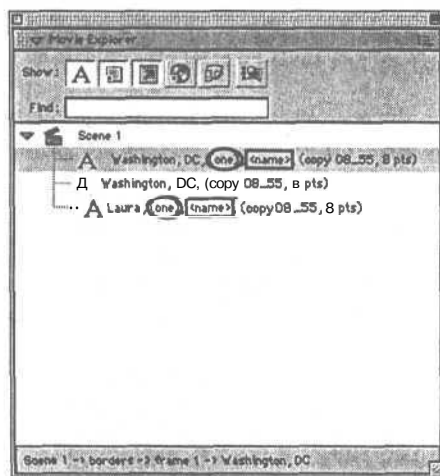 Movie Explorer
Show:
Find:
Scene 1
A Washington, DC, (one) <name> (copy 08_55, 8 pts)
Д Washington, DC, (copy 08_55, в pts)
A Laura, (one) <name> (copy 08_55, 8 pts)
Scene 1 -> borders -> frame 1 -> Washington, DC